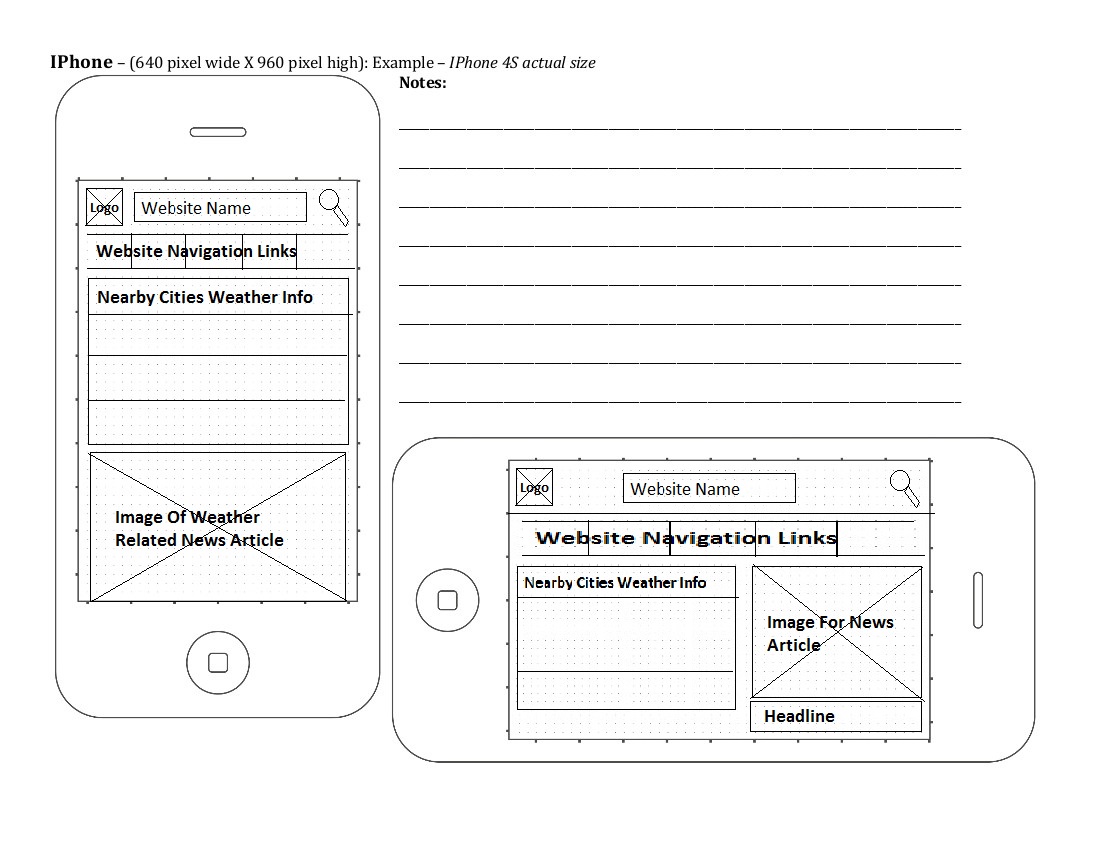 IPhone – (640 pixel wide X 960 pixel high): Example – IPhone 4S actual size
Notes:
Logo
Website Name
Website Navigation Links
Nearby Cities Weather Info
Image Of Weather
Related News Article
Logo
Website Name
Website Navigation Links
Nearby Cities Weather Info
Image For News
Article
Headline